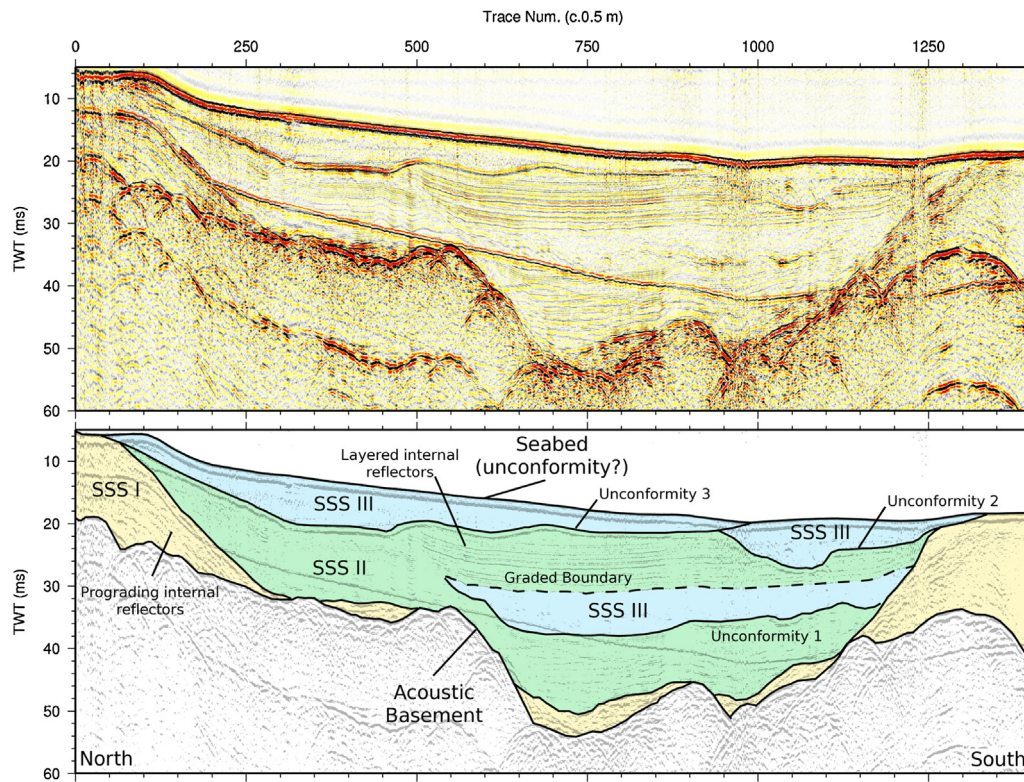 Trace Num. (c.0.5 m)
0 250 500 750 1000 1250
TWT (ms)
10
20
30
40
50
60
Seabed
(unconformity?)
Layered internal
reflectors
Unconformity 3
Unconformity 2
SSS I
SSS III
SSS III
SSS II
Graded Boundary
SSS III
Prograding internal
reflectors
Unconformity 1
Acoustic
Basement
North
South
TWT (ms)
10
20
30
40
50
60